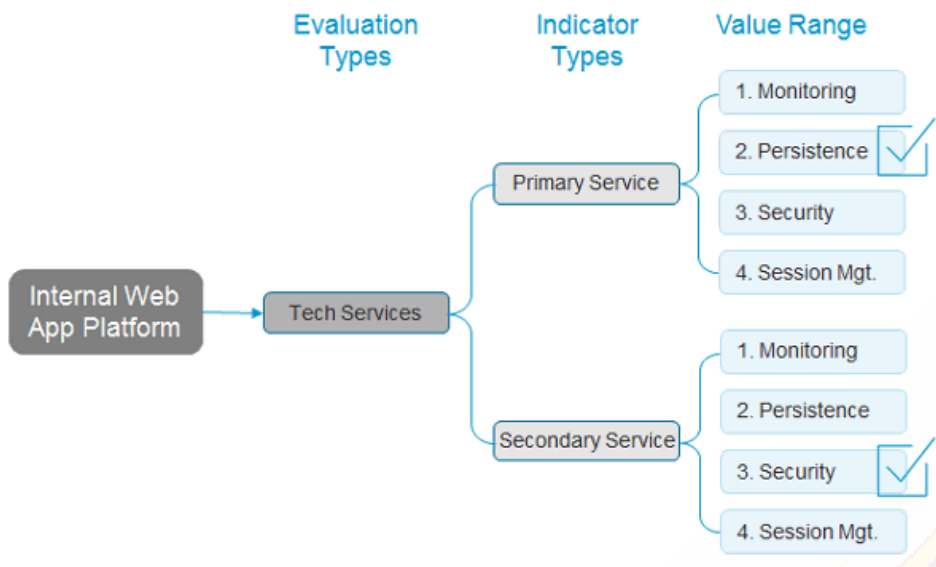 Evaluation
Types
Indicator
Types
Value Range
1. Monitoring
2. Persistence
3. Security
4. Session Mgt.
Primary Service
Internal Web
App Platform
Tech Services
Secondary Service
1. Monitoring
2. Persistence
3. Security
4. Session Mgt.